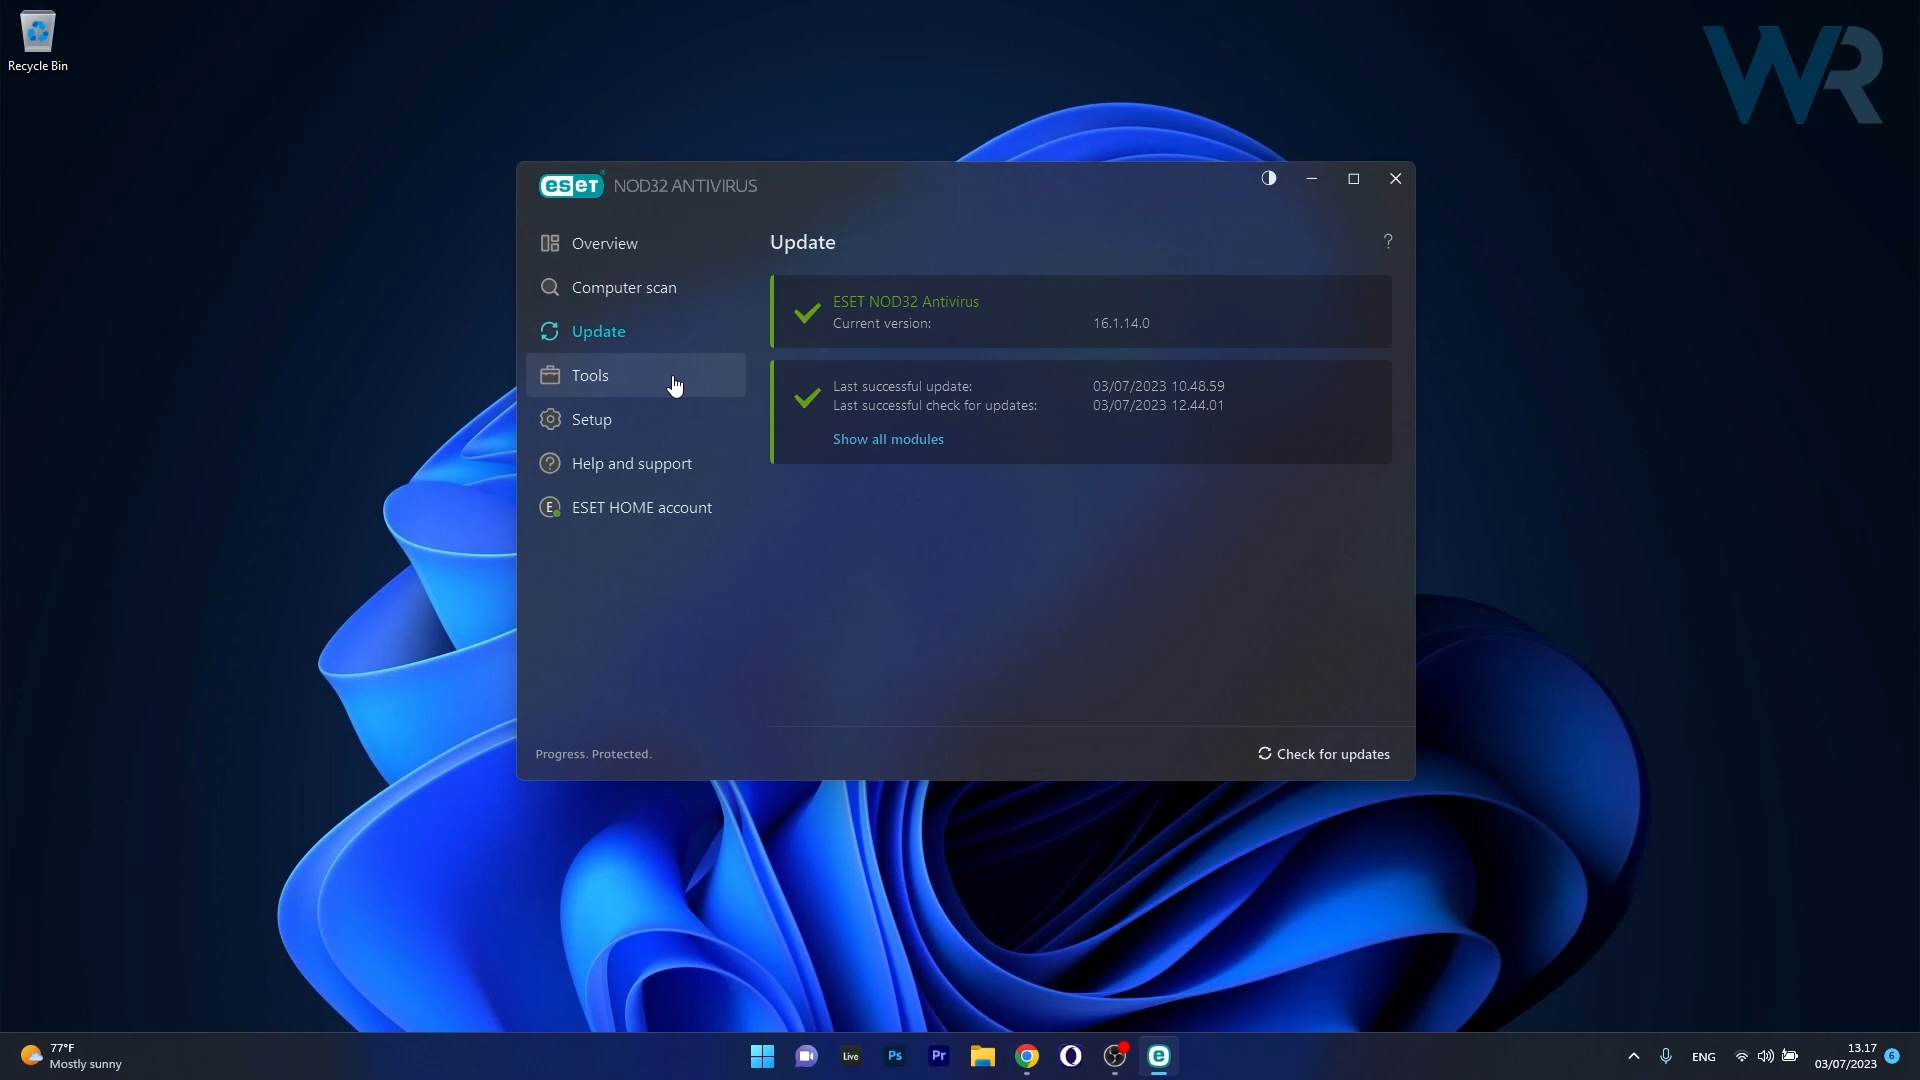 Recycle Bin
WR
eset NOD32 ANTIVIRUS
Overview
Computer scan
Update
Tools
Setup
Help and support
E ESET HOME account
Update
?
ESET NOD32 Antivirus
Current version: 16.1.14.0
Last successful update: 03/07/2023 10.48.59
Last successful check for updates: 03/07/2023 12.44.01
Show all modules
Progress. Protected.
Check for updates
77°F
Mostly sunny
Live
Ps
Pr
e
ENG
13.17
03/07/2023
6